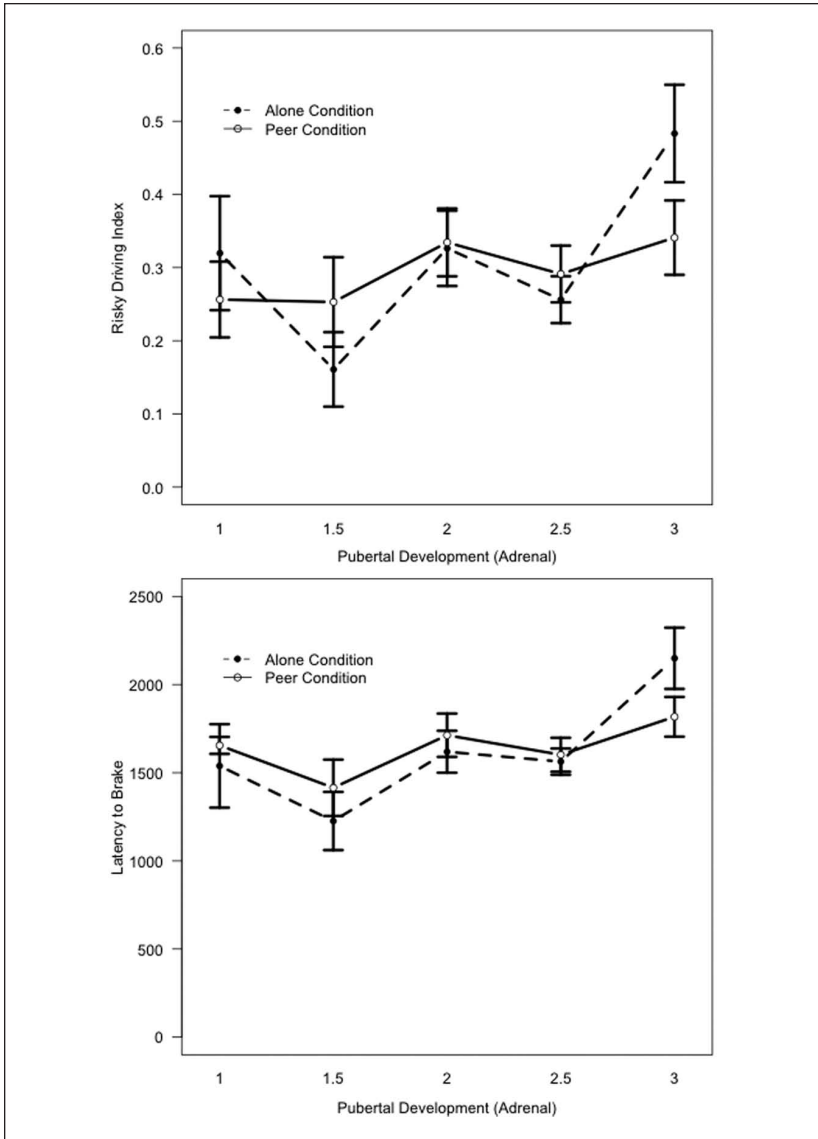 0.6
0.5
0.4
0.3
0.2
0.1
0.0
Risky Driving Index
Alone Condition
Peer Condition
1 1.5 2 2.5 3
Pubertal Development (Adrenal)
2500
2000
1500
1000
500
0
Latency to Brake
Alone Condition
Peer Condition
1 1.5 2 2.5 3
Pubertal Development (Adrenal)